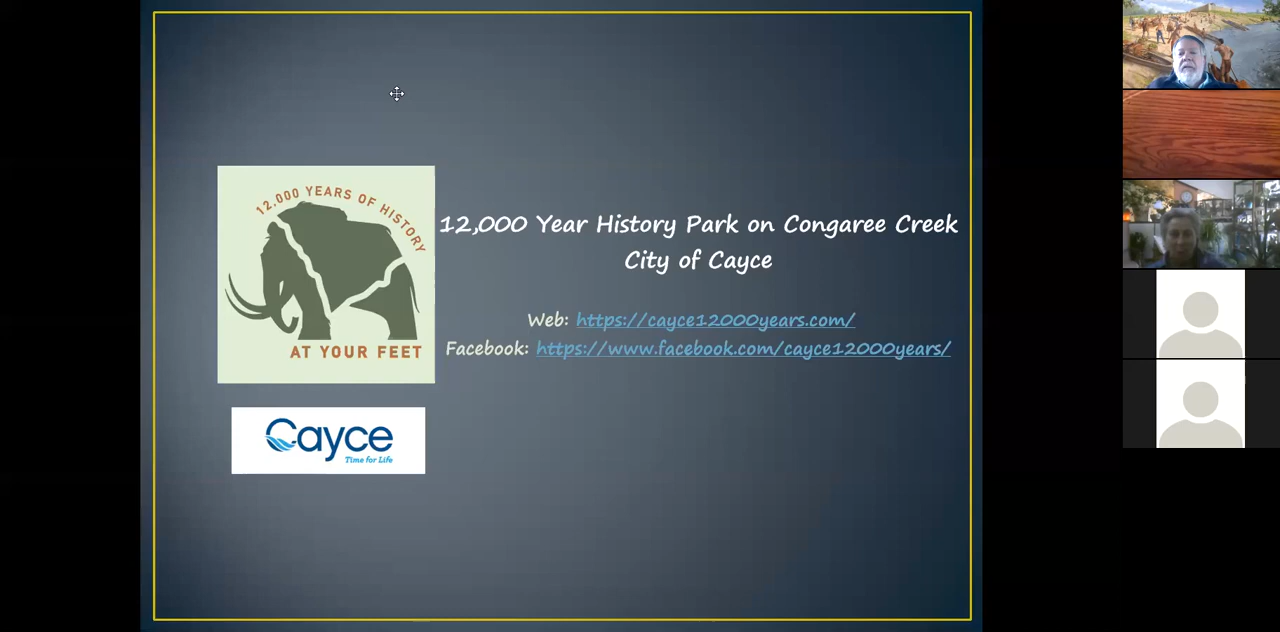 12,000 YEARS OF HISTORY
AT YOUR FEET
12,000 Year History Park on Congaree Creek
City of Cayce
Web: https://cayce12000years.com/
Facebook: https://www.facebook.com/cayce12000years/
Cayce
Time for Life